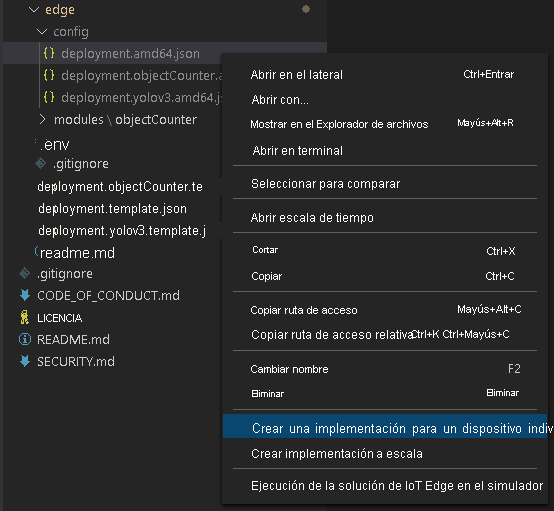 edge
config
{} deployment.amd64.json
{} deployment.objectCounter.a
{} deployment.yolov3.amd64.js
modules \ objectCounter
.env
.gitignore
deployment.objectCounter.te
deployment.template.json
deployment.yolov3.template.j
readme.md
.gitignore
CODE_OF_CONDUCT.md
LICENCIA
README.md
SECURITY.md
Abrir en el lateral Ctrl+Entrar
Abrir con...
Mostrar en el Explorador de archivos Mayús+Alt+R
Abrir en terminal
Seleccionar para comparar
Abrir escala de tiempo
Cortar Ctrl+X
Copiar Ctrl+C
Copiar ruta de acceso Mayús+Alt+C
Copiar ruta de acceso relativa Ctrl+K Ctrl+Mayús+C
Cambiar nombre F2
Eliminar Eliminar
Crear una implementación para un dispositivo indiv
Crear implementación a escala
Ejecución de la solución de IoT Edge en el simulador